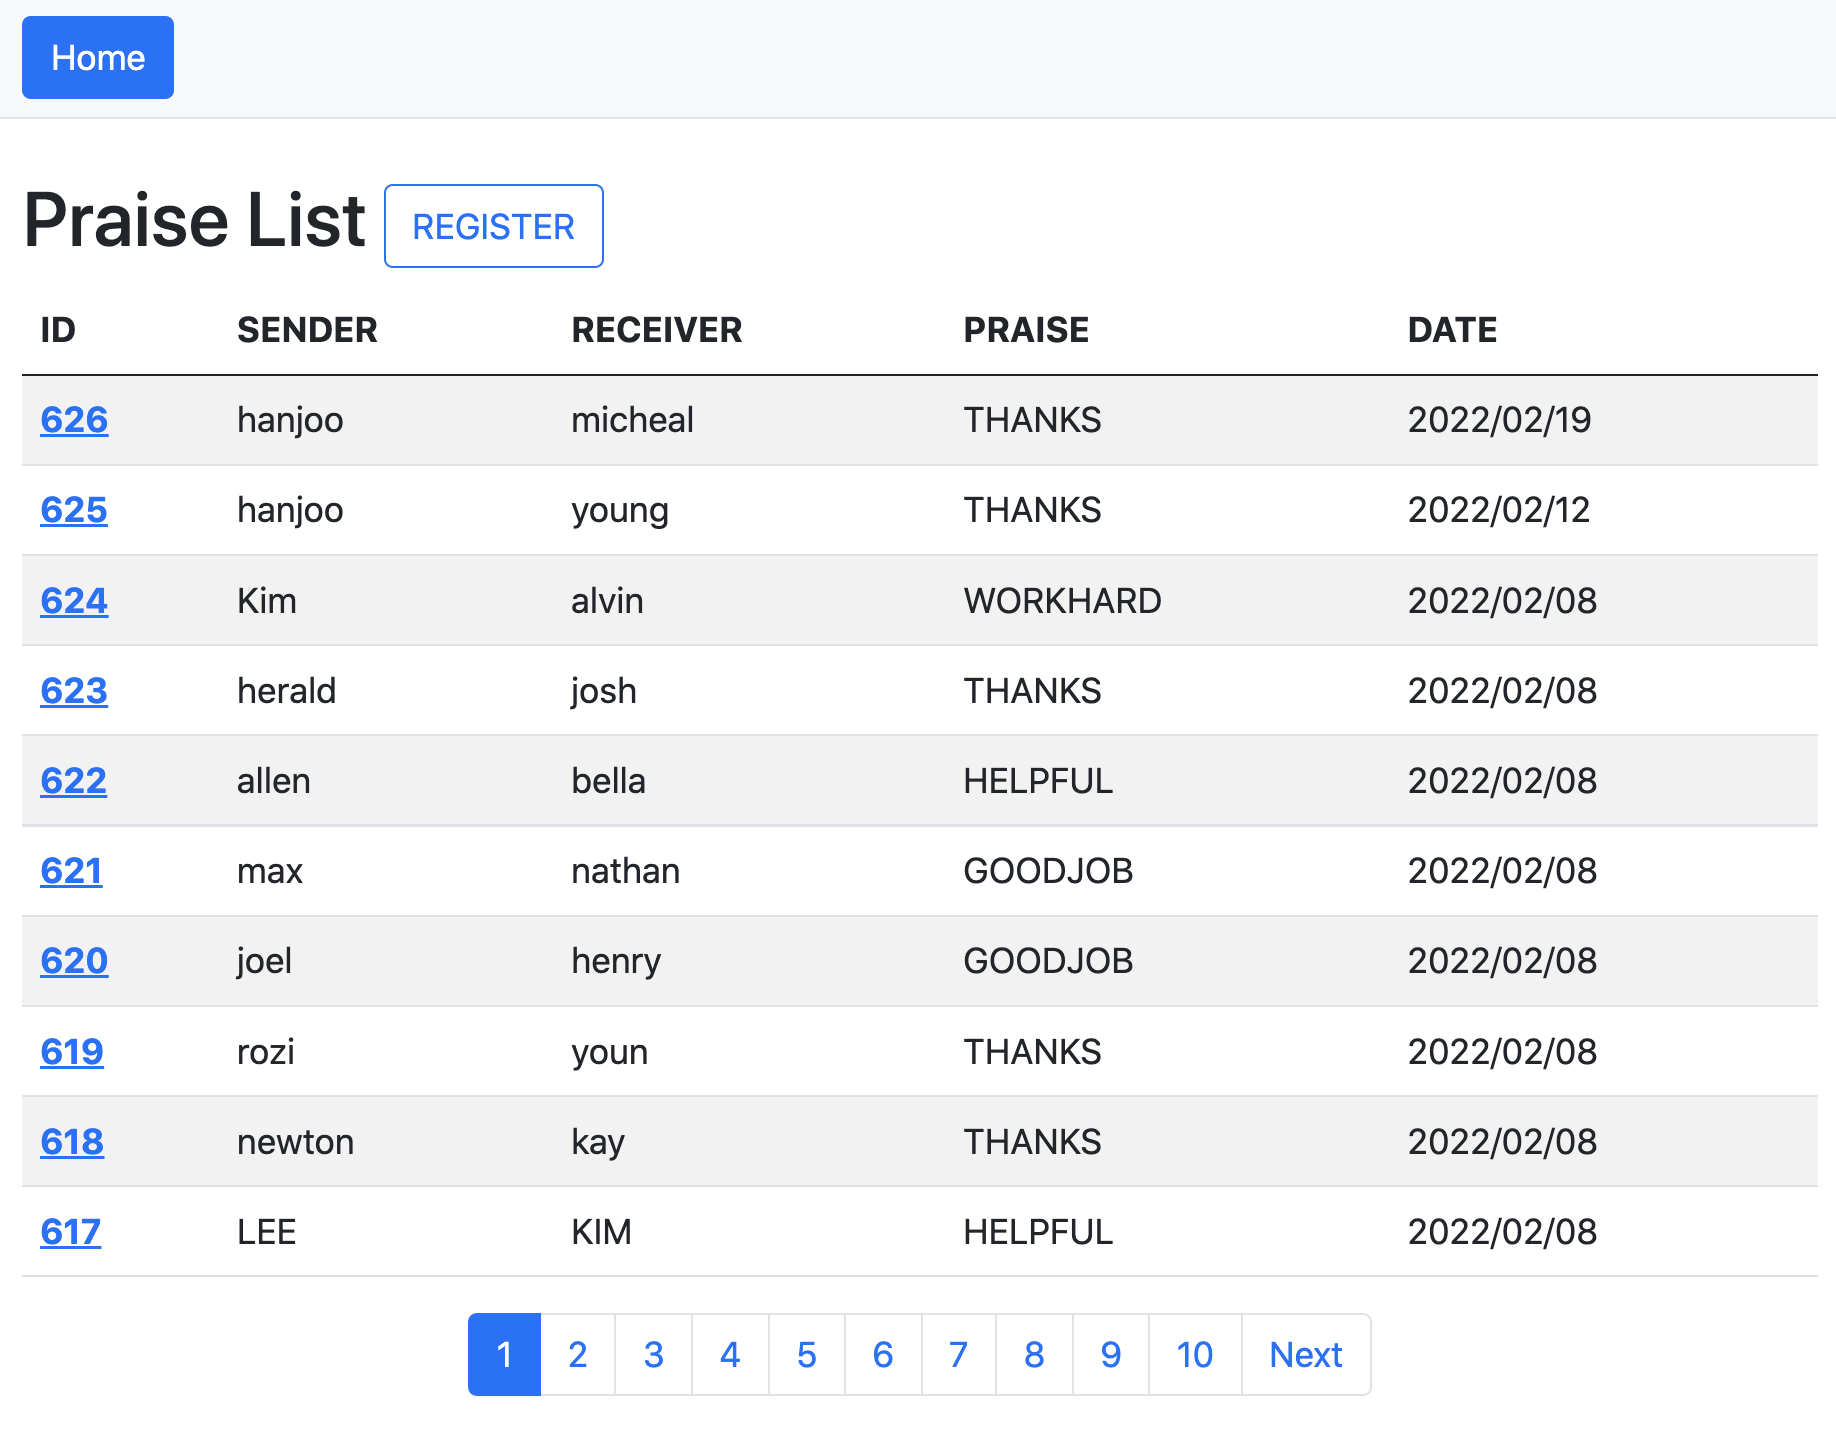 Home
Praise List REGISTER
ID SENDER RECEIVER PRAISE DATE
626 hanjoo micheal THANKS 2022/02/19
625 hanjoo young THANKS 2022/02/12
624 Kim alvin WORKHARD 2022/02/08
623 herald josh THANKS 2022/02/08
622 allen bella HELPFUL 2022/02/08
621 max nathan GOODJOB 2022/02/08
620 joel henry GOODJOB 2022/02/08
619 rozi youn THANKS 2022/02/08
618 newton kay THANKS 2022/02/08
617 LEE KIM HELPFUL 2022/02/08
1 2 3 4 5 6 7 8 9 10 Next